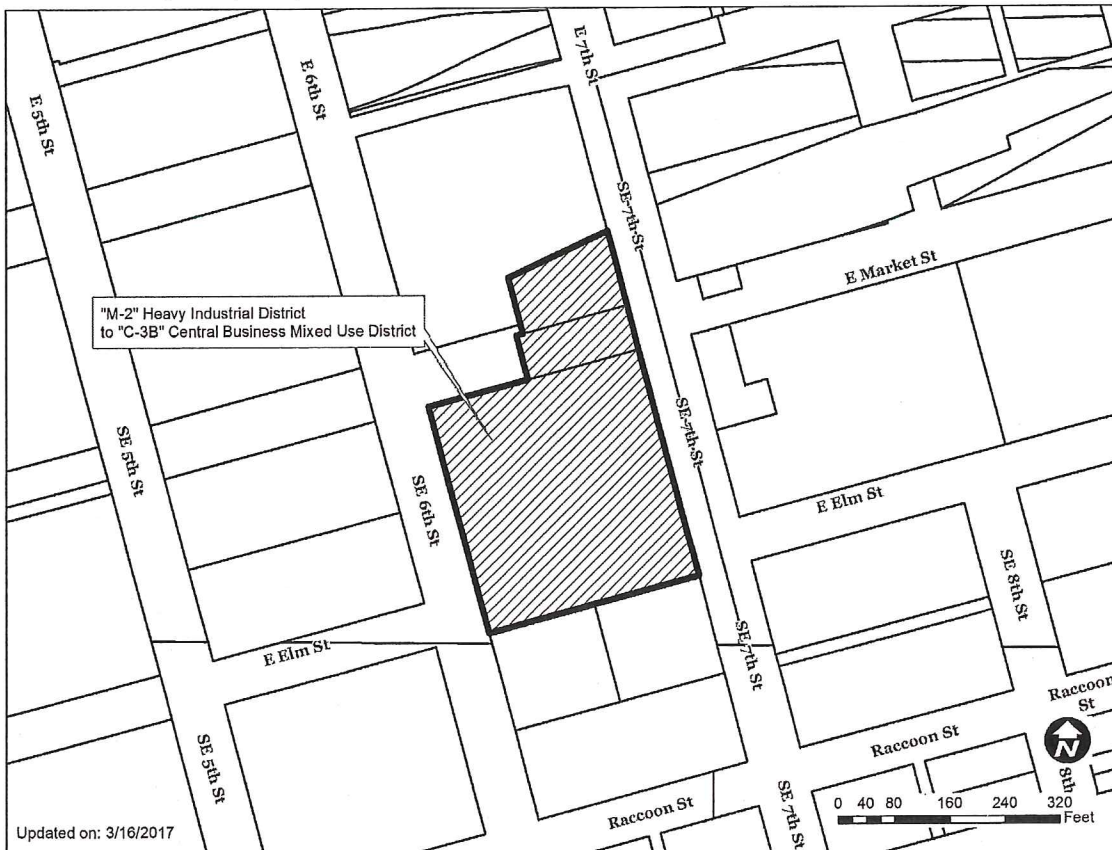 E 5th St
E 6th St
E 7th St
SE 7th St
E Market St
"M-2" Heavy Industrial District
to "C-3B" Central Business Mixed Use District
SE 5th St
SE 6th St
SE 7th St
E Elm St
SE 8th St
E Elm St
SE 7th St
Raccoon
St
Raccoon St
N
SE 5th St
8th
Raccoon St
SE 7th St
0 40 80 160 240 320
Feet
Updated on: 3/16/2017